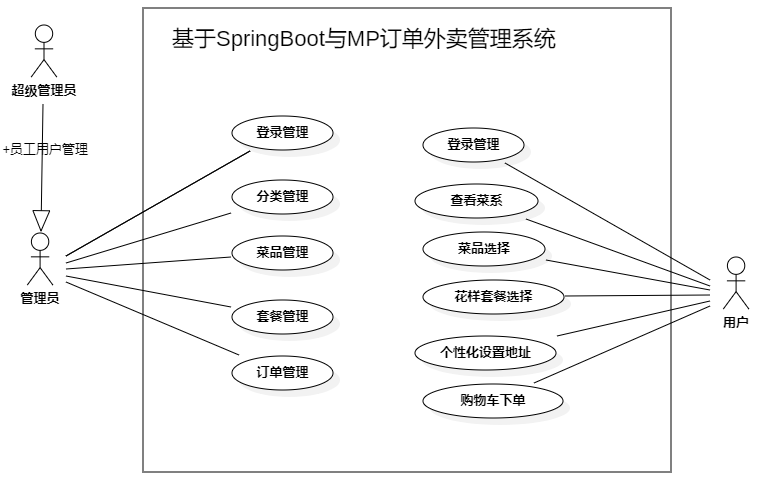 基于SpringBoot与MP订单外卖管理系统
超级管理员
+员工用户管理
管理员
登录管理
分类管理
菜品管理
套餐管理
订单管理
登录管理
查看菜系
菜品选择
花样套餐选择
个性化设置地址
购物车下单
用户